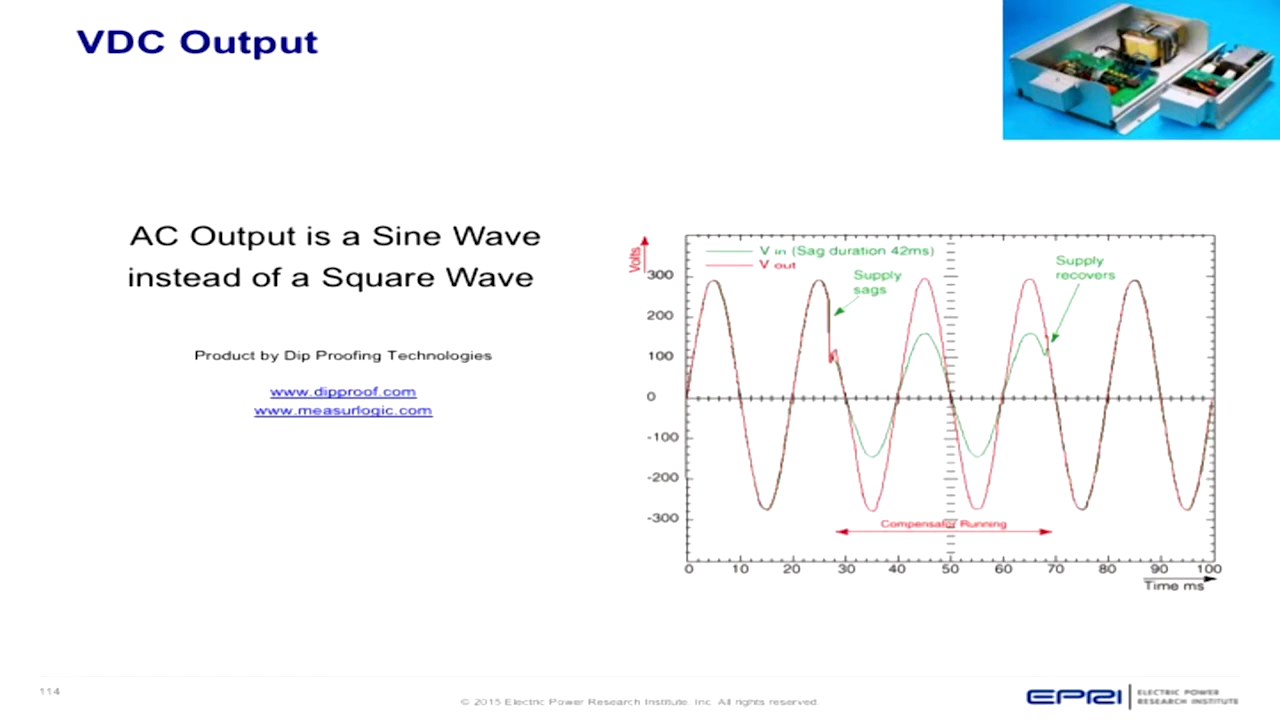 VDC Output
AC Output is a Sine Wave
instead of a Square Wave
Product by Dip Proofing Technologies
www.dipproof.com
www.measurlogic.com
Volts
V in (Sag duration 42ms)
V out
Supply
sags
Supply
recovers
300
200
100
0
-100
-200
-300
Compensator Running
0 10 20 30 40 50 60 70 80 90 100
Time ms
114
© 2015 Electric Power Research Institute, Inc. All rights reserved.
EPRI
ELECTRIC POWER
RESEARCH INSTITUTE